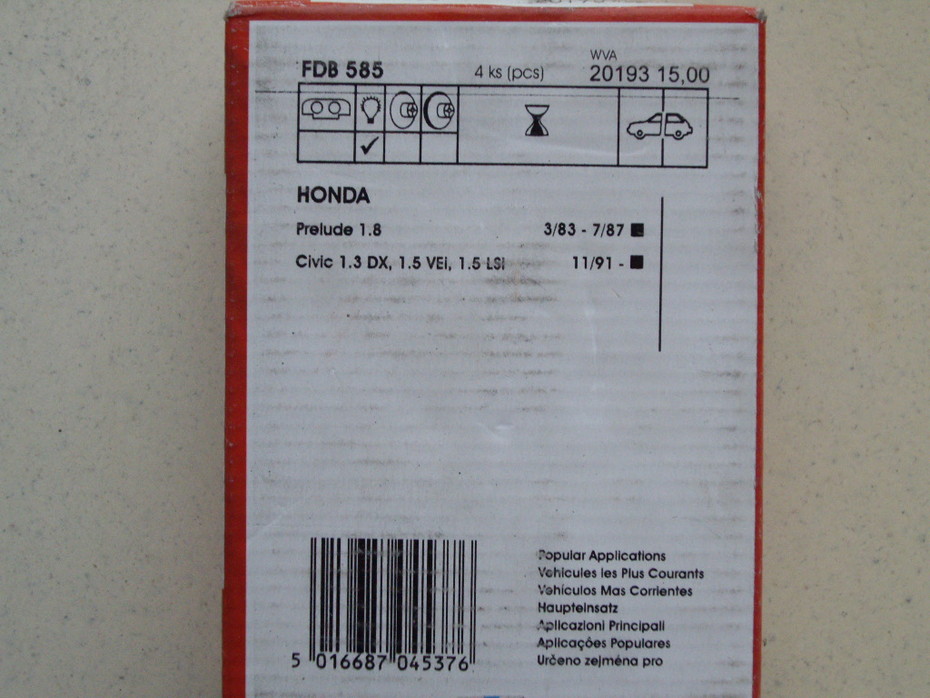 FDB 585 4 ks (pcs) WVA 20193 15,00
HONDA
Prelude 1.8 3/83 - 7/87
Civic 1.3 DX, 1.5 VEi, 1.5 LSi 11/91 -
Popular Applications
Vehicules les Plus Courants
Vehículos Mas Corrientes
Haupteinsatz
Aplicazioni Principali
Aplicações Populares
Určeno zejména pro
5 016687 045376